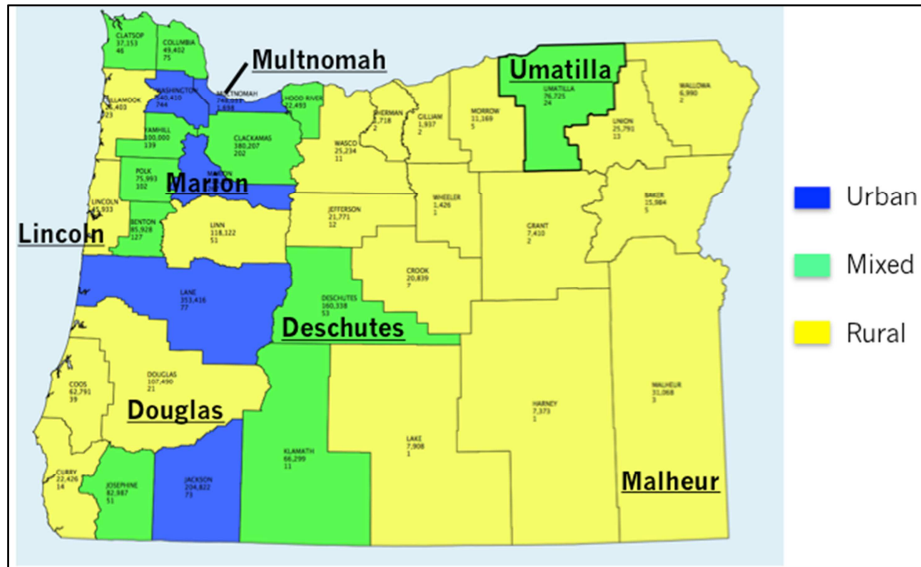 CLATSOP
37,153
46
COLUMBIA
49,402
75
Multnomah
WASHINGTON
744
MULTNOMAH
HOOD RIVER
22,493
SHERMAN
1,718
2
GILLIAM
1,937
2
MORROW
11,169
5
Umatilla
UMATILLA
76,725
24
WALLOWA
6,990
2
UNION
25,791
13
23
YAMHILL
100,000
139
CLACKAMAS
380,207
202
WASCO
25,234
11
POLK
75,993
102
Marion
WHEELER
1,426
1
BAKER
15,984
5
LINCOLN
45,933
Lincoln
BENTON
85,928
127
LINN
118,122
51
JEFFERSON
21,771
12
GRANT
7,410
2
CROOK
20,839
7
LANE
353,416
77
DESCHUTES
160,338
53
Deschutes
COOS
62,791
39
DOUGLAS
107,490
21
Douglas
HARNEY
7,373
1
MALHEUR
31,068
3
LAKE
7,908
1
KLAMATH
66,299
11
CURRY
22,426
14
JOSEPHINE
82,987
51
JACKSON
204,822
73
Malheur
Urban
Mixed
Rural